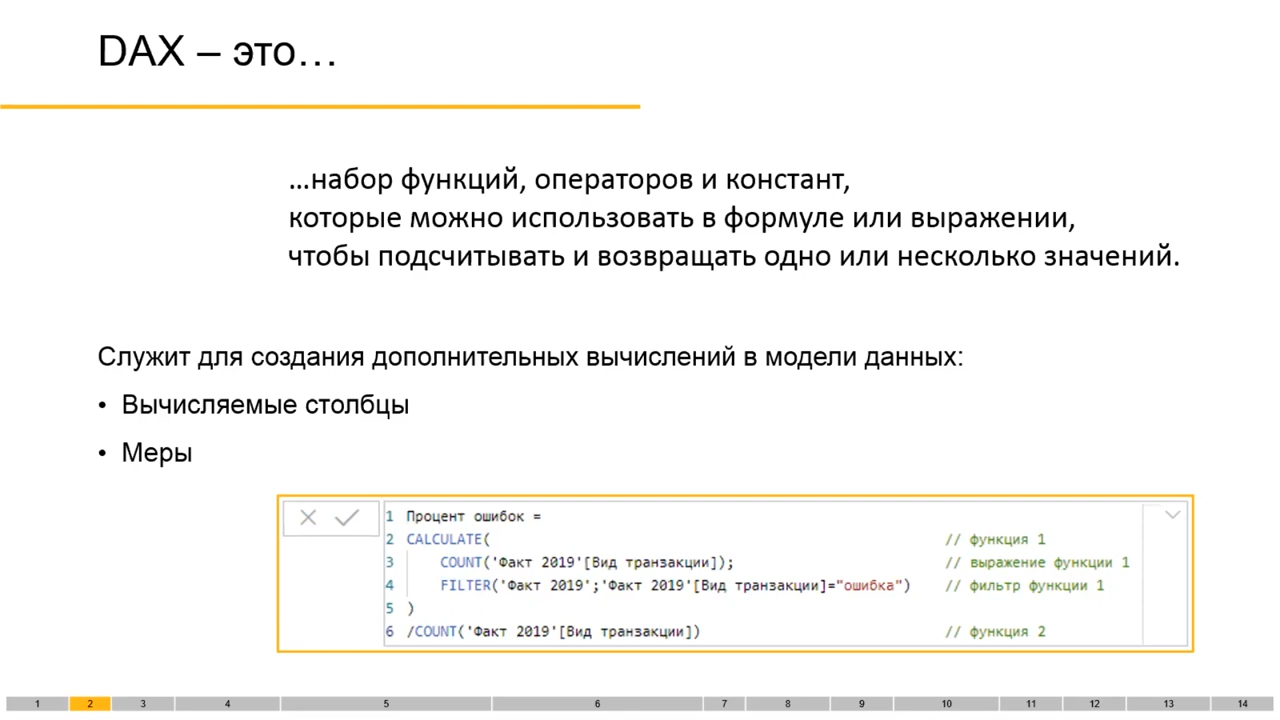 DAX – это…
…набор функций, операторов и констант,
которые можно использовать в формуле или выражении,
чтобы подсчитывать и возвращать одно или несколько значений.
Служит для создания дополнительных вычислений в модели данных:
• Вычисляемые столбцы
• Меры
1 Процент ошибок =
2 CALCULATE( // функция 1
3 COUNT('Факт 2019'[Вид транзакции]); // выражение функции 1
4 FILTER('Факт 2019';'Факт 2019'[Вид транзакции]="ошибка") // фильтр функции 1
5 )
6 /COUNT('Факт 2019'[Вид транзакции]) // функция 2
1 2 3 4 5 6 7 8 9 10 11 12 13 14